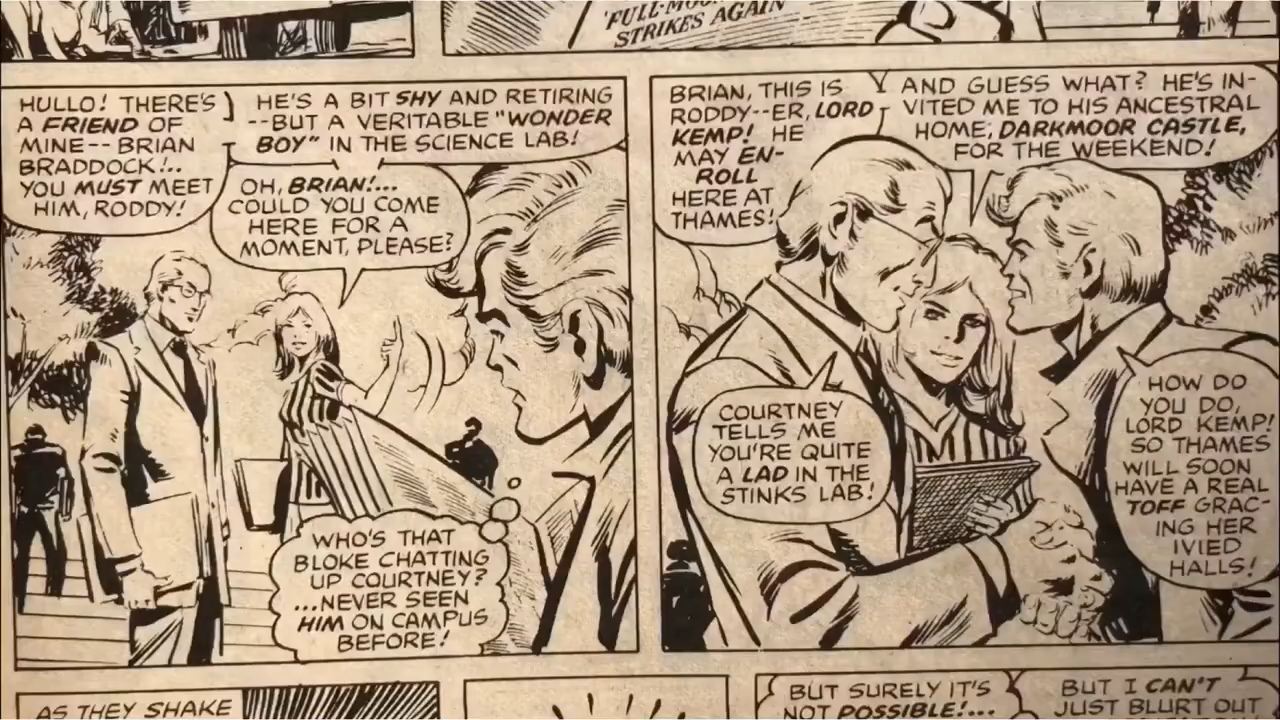 'FULL-MOON
STRIKES AGAIN
HULLO! THERE'S
A FRIEND OF
MINE-- BRIAN
BRADDOCK!..
YOU MUST MEET
HIM, RODDY!
HE'S A BIT SHY AND RETIRING
--BUT A VERITABLE "WONDER
BOY" IN THE SCIENCE LAB!
OH, BRIAN!...
COULD YOU COME
HERE FOR A
MOMENT, PLEASE?
WHO'S THAT
BLOKE CHATTING
UP COURTNEY?
...NEVER SEEN
HIM ON CAMPUS
BEFORE!
BRIAN, THIS IS
RODDY--ER, LORD
KEMP! HE
MAY EN-
ROLL
HERE AT
THAMES!
AND GUESS WHAT? HE'S IN-
VITED ME TO HIS ANCESTRAL
HOME, DARKMOOR CASTLE,
FOR THE WEEKEND!
COURTNEY
TELLS ME
YOU'RE QUITE
A LAD IN THE
STINKS LAB!
HOW DO
YOU DO,
LORD KEMP!
SO THAMES
WILL SOON
HAVE A REAL
TOFF GRAC-
ING HER
IVIED
HALLS!
AS THEY SHAKE
BUT SURELY IT'S
NOT POSSIBLE!...
BUT I CAN'T
JUST BLURT OUT